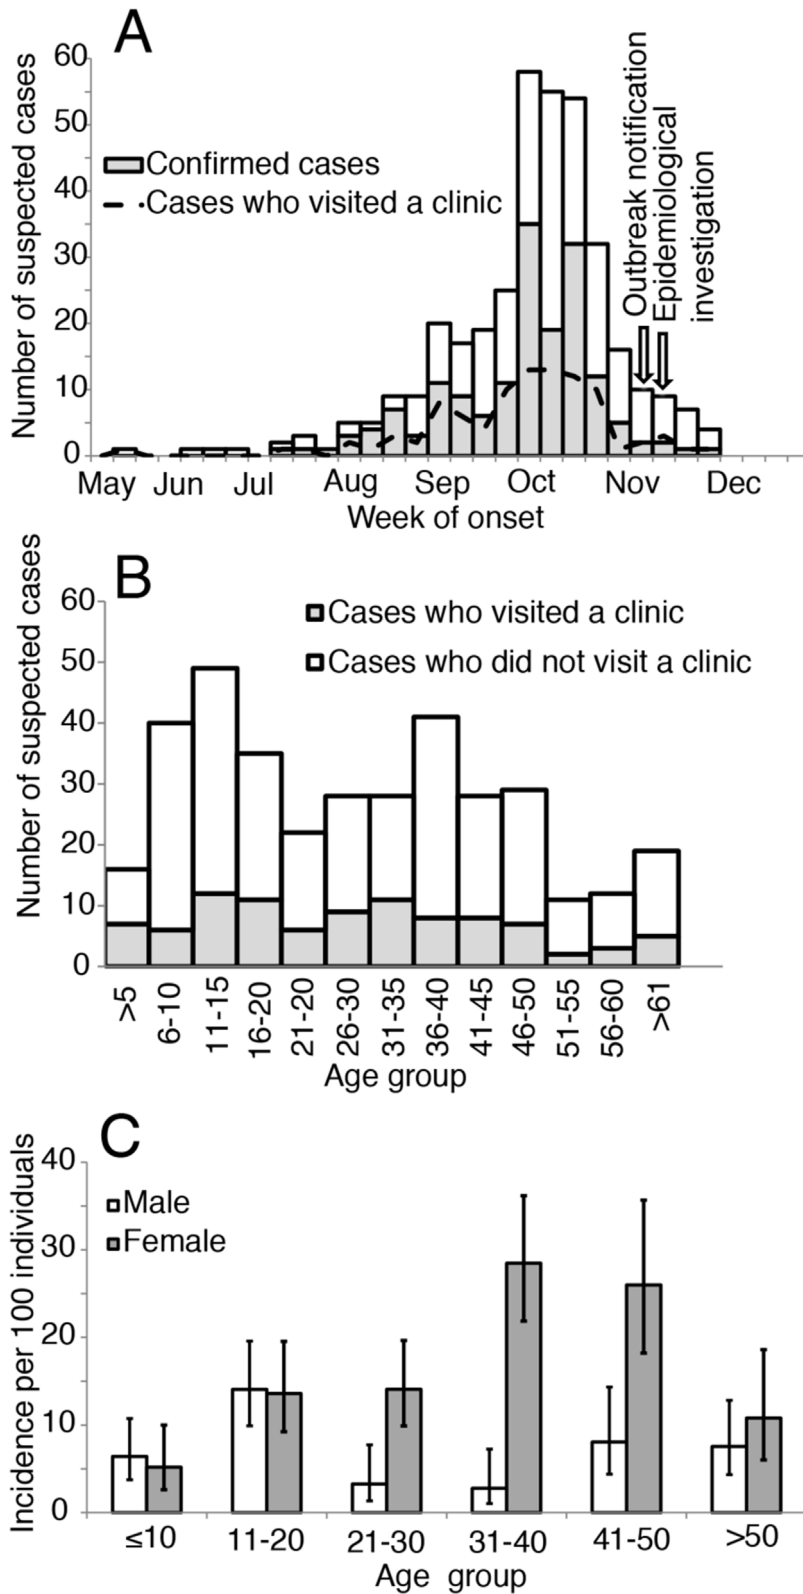 A
Number of suspected cases
60
50
40
30
20
10
0
Confirmed cases
Cases who visited a clinic
Outbreak notification
Epidemiological
investigation
May Jun Jul Aug Sep Oct Nov Dec
Week of onset
B
Number of suspected cases
60
50
40
30
20
10
0
Cases who visited a clinic
Cases who did not visit a clinic
>5 6-10 11-15 16-20 21-20 26-30 31-35 36-40 41-45 46-50 51-55 56-60 >61
Age group
C
Incidence per 100 individuals
40
30
20
10
0
Male
Female
≤10 11-20 21-30 31-40 41-50 >50
Age group